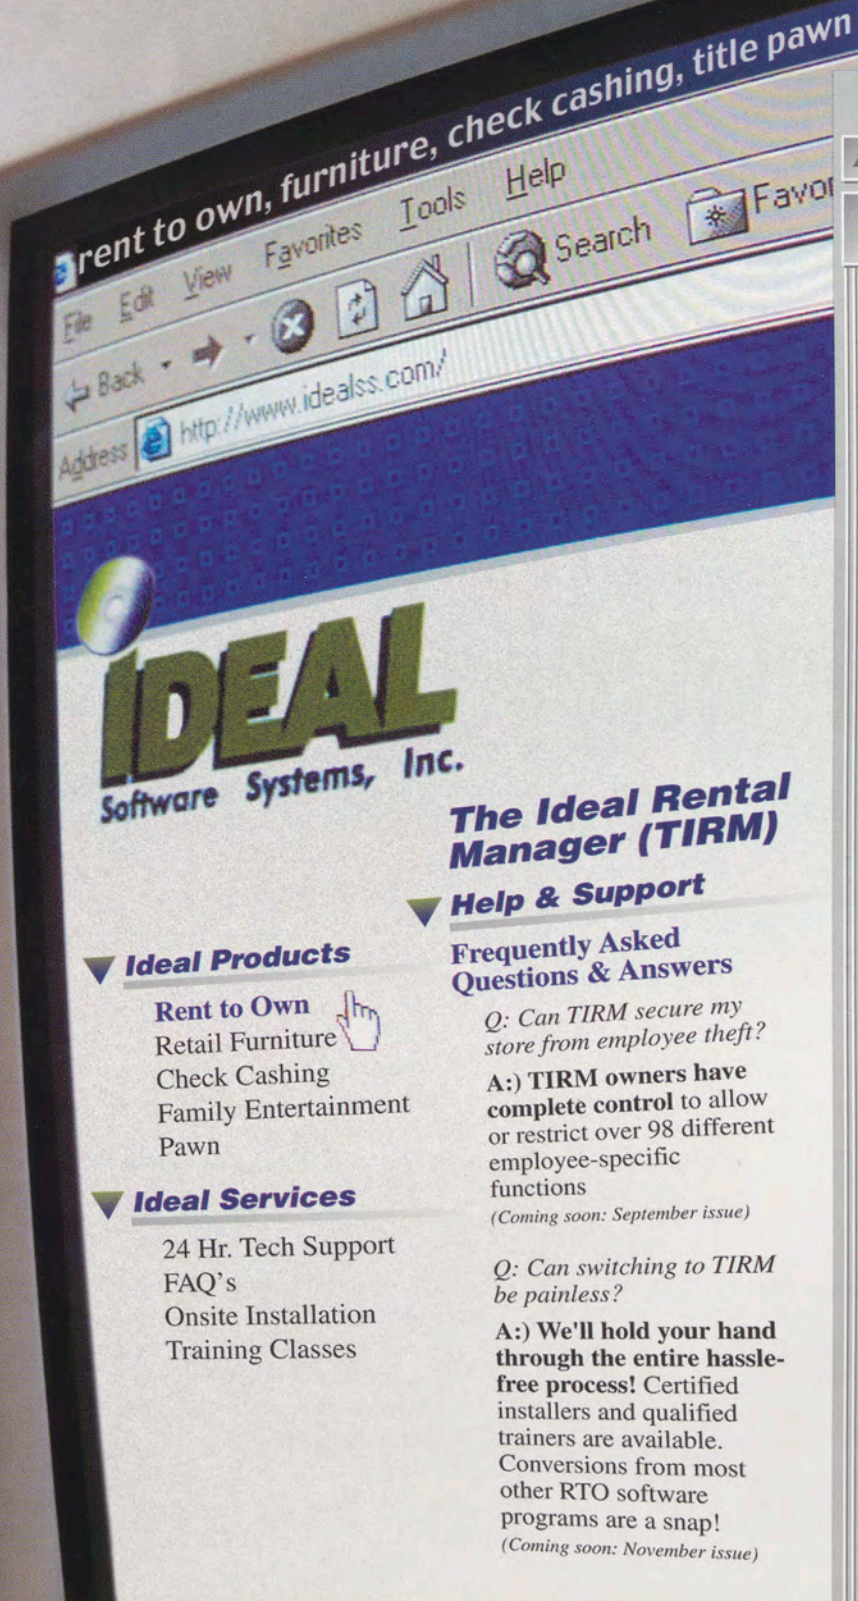 rent to own, furniture, check cashing, title pawn
File Edit View Favorites Tools Help
Back Search
Address http://www.idealss.com/
IDEAL
Software Systems, Inc.
Ideal Products
Rent to Own
Retail Furniture
Check Cashing
Family Entertainment
Pawn
Ideal Services
24 Hr. Tech Support
FAQ's
Onsite Installation
Training Classes
The Ideal Rental
Manager (TIRM)
Help & Support
Frequently Asked
Questions & Answers
Q: Can TIRM secure my
store from employee theft?
A:) TIRM owners have
complete control to allow
or restrict over 98 different
employee-specific
functions
(Coming soon: September issue)
Q: Can switching to TIRM
be painless?
A:) We'll hold your hand
through the entire hassle-
free process! Certified
installers and qualified
trainers are available.
Conversions from most
other RTO software
programs are a snap!
(Coming soon: November issue)